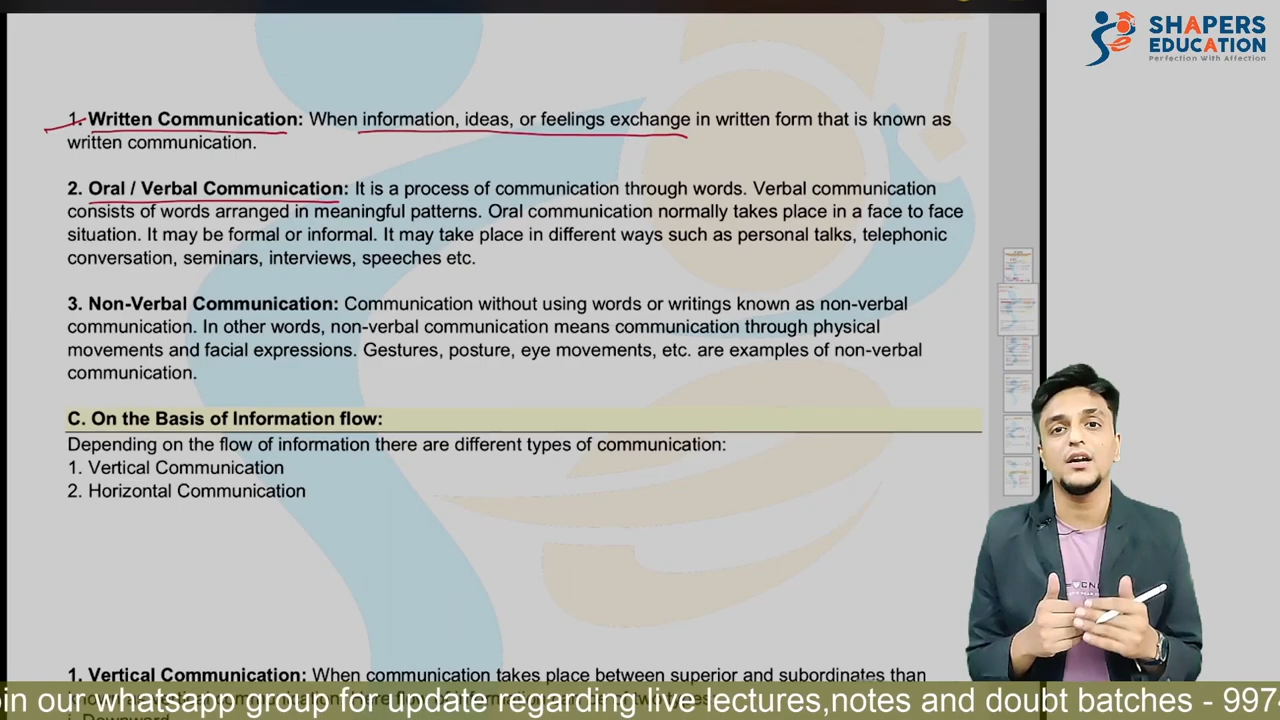 SHAPERS
EDUCATION
Perfection With Affection
1. Written Communication: When information, ideas, or feelings exchange in written form that is known as
written communication.
2. Oral / Verbal Communication: It is a process of communication through words. Verbal communication
consists of words arranged in meaningful patterns. Oral communication normally takes place in a face to face
situation. It may be formal or informal. It may take place in different ways such as personal talks, telephonic
conversation, seminars, interviews, speeches etc.
3. Non-Verbal Communication: Communication without using words or writings known as non-verbal
communication. In other words, non-verbal communication means communication through physical
movements and facial expressions. Gestures, posture, eye movements, etc. are examples of non-verbal
communication.
C. On the Basis of Information flow:
Depending on the flow of information there are different types of communication:
1. Vertical Communication
2. Horizontal Communication
1. Vertical Communication: When communication takes place between superior and subordinates than
oin our whatsapp group for update regarding live lectures,notes and doubt batches - 997